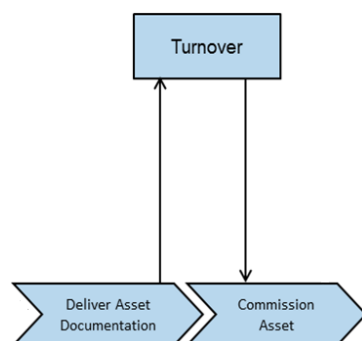 Turnover
Deliver Asset
Documentation
Commission
Asset